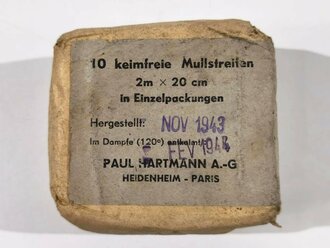 10 keimfreie Mullstreifen
2m × 20 cm
in Einzelpackungen
Hergestellt: NOV 1943
Im Dampfe (120°) entkeimt: FEV 1944
PAUL HARTMANN A.-G
HEIDENHEIM - PARIS